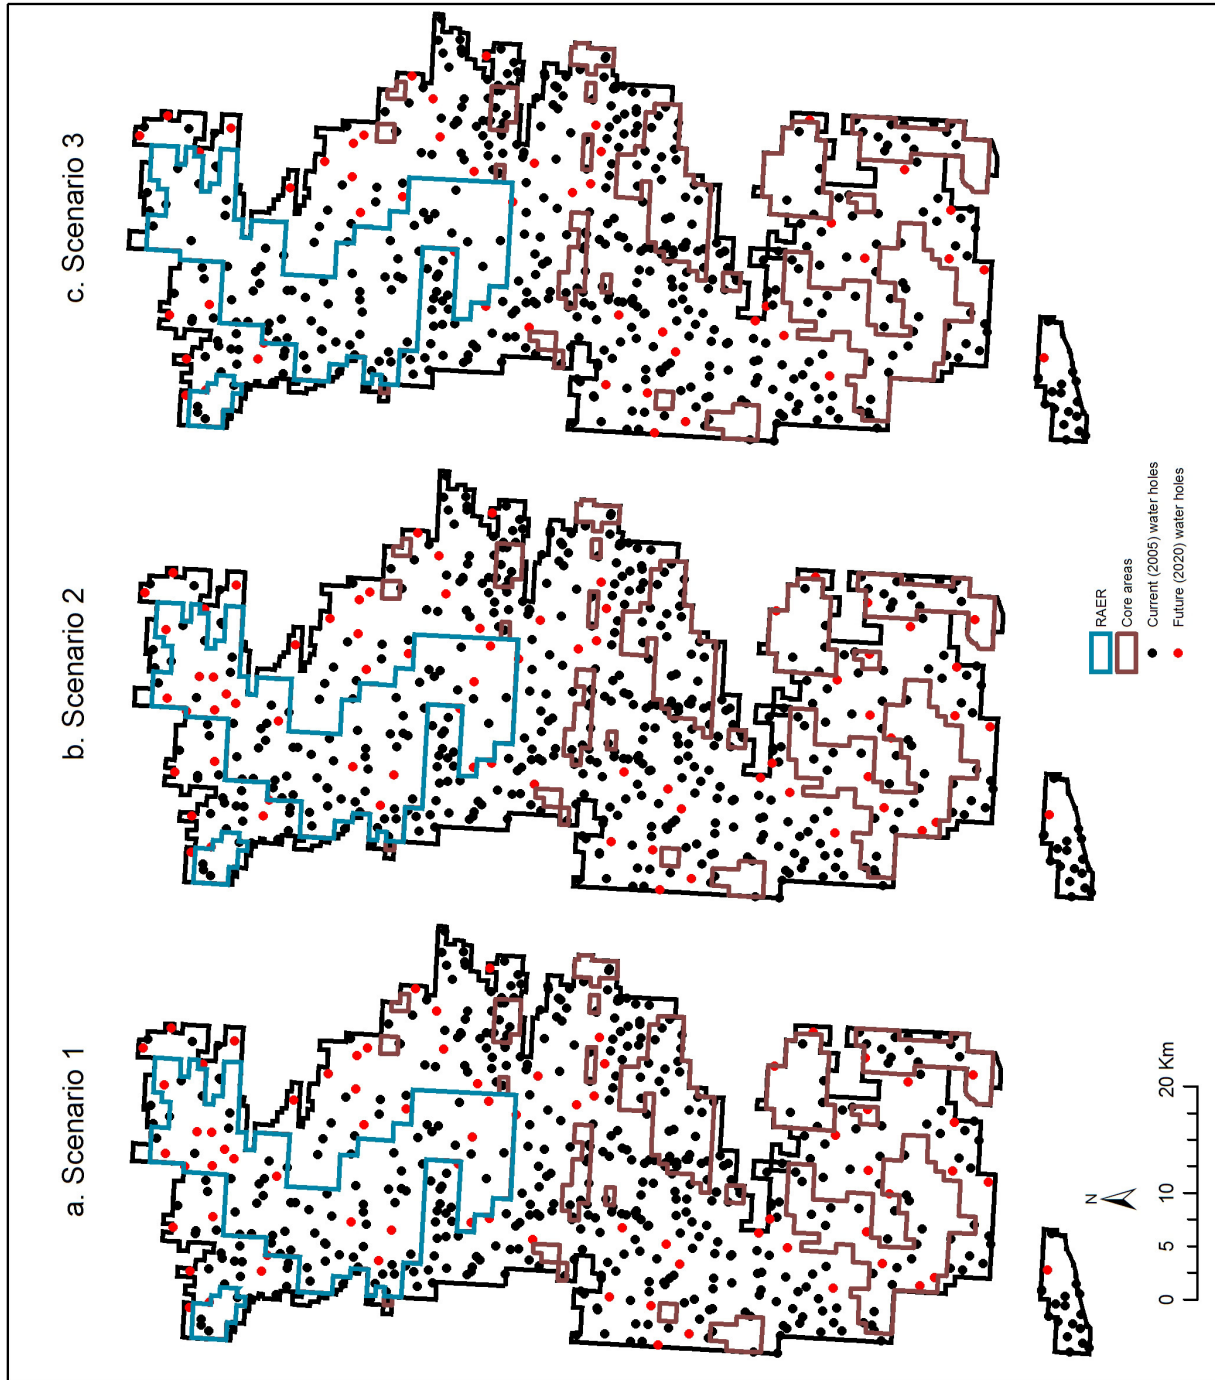 a. Scenario 1
b. Scenario 2
c. Scenario 3
N
0 5 10 20 Km
RAER
Core areas
Current (2005) water holes
Future (2020) water holes